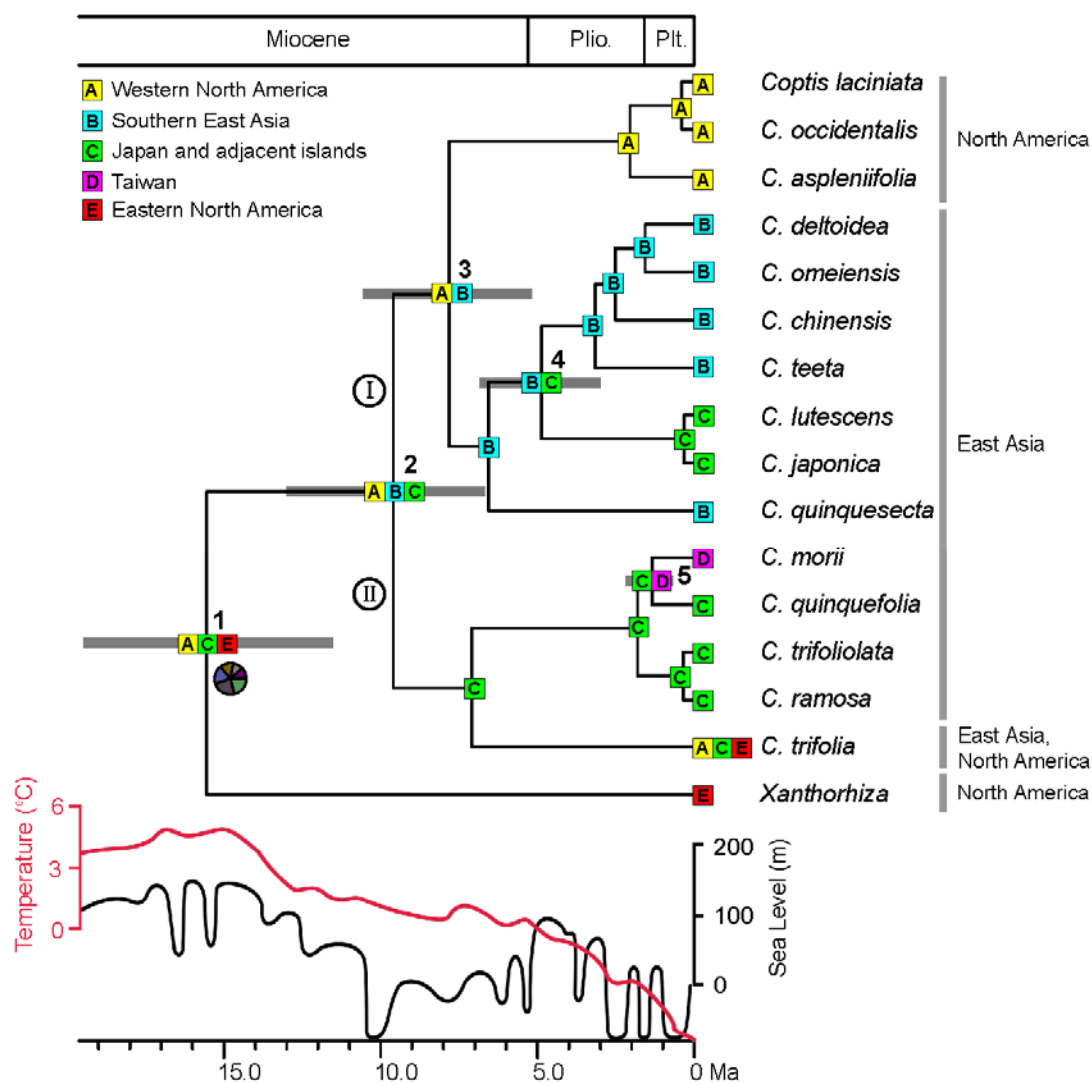 Miocene Plio. Plt.
A Western North America
B Southern East Asia
C Japan and adjacent islands
D Taiwan
E Eastern North America
A Coptis laciniata
A
A C. occidentalis
North America
A
A C. aspleniifolia
B C. deltoidea
B
B C. omeiensis
3
B
A B
B C. chinensis
B
4
B C. teeta
B C
I
C C. lutescens
C
East Asia
B
C C. japonica
2
A B C
B C. quinquesecta
D C. morii
C D 5
II
C C. quinquefolia
1
C
A C E
C C. trifoliolata
C
C
C C. ramosa
A C E C. trifolia
East Asia,
North America
E Xanthorhiza
North America
Temperature (°C)
6
3
0
Sea Level (m)
200
100
0
15.0 10.0 5.0 0 Ma